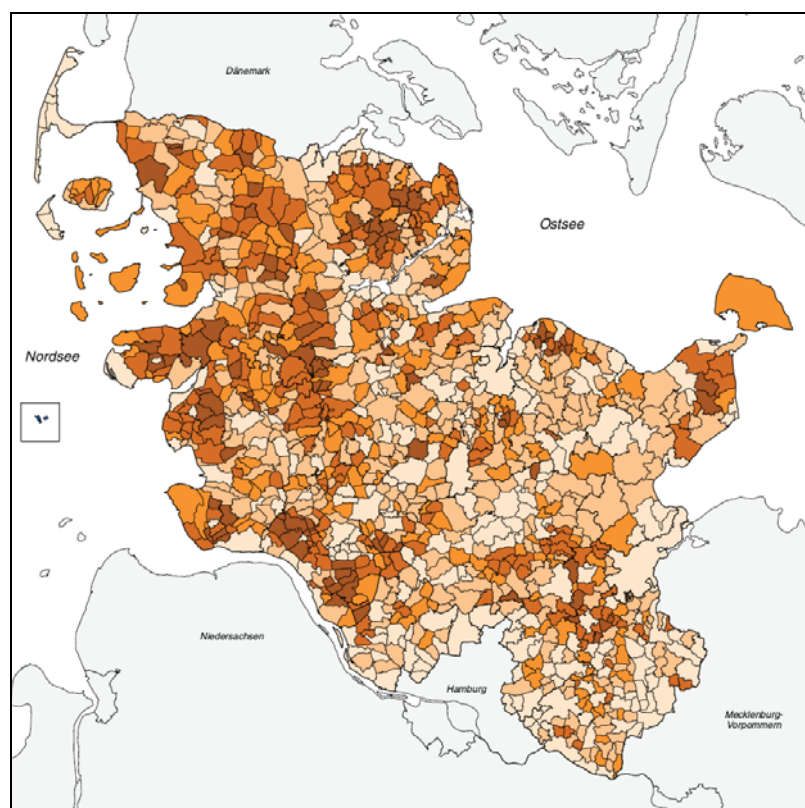 Dänemark
Ostsee
Nordsee
Niedersachsen
Hamburg
Mecklenburg-
Vorpommern